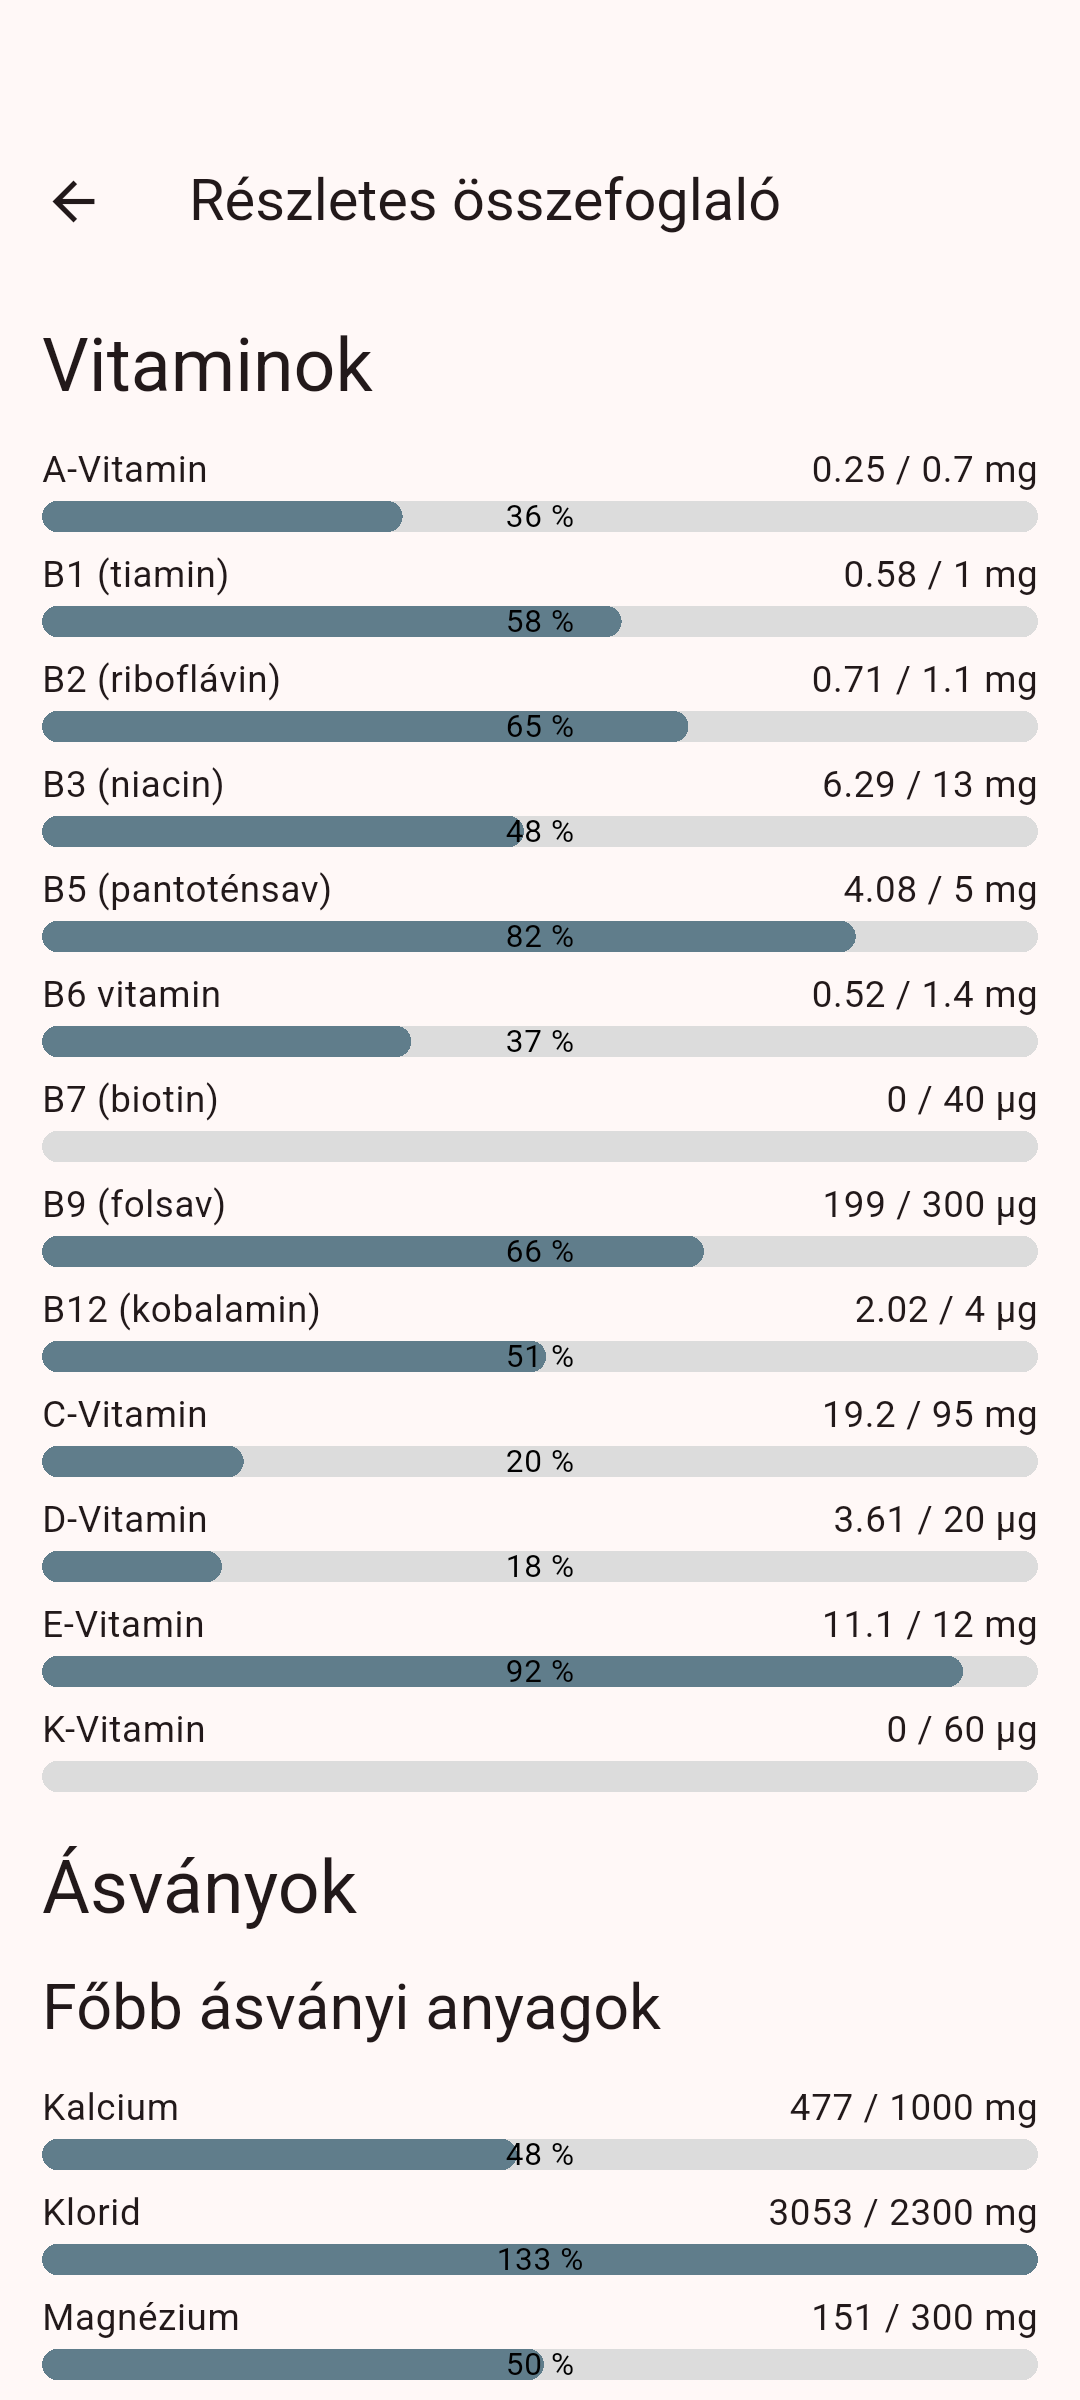 Részletes összefoglaló
Vitaminok
A-Vitamin 0.25 / 0.7 mg
36 %
B1 (tiamin) 0.58 / 1 mg
58 %
B2 (riboflávin) 0.71 / 1.1 mg
65 %
B3 (niacin) 6.29 / 13 mg
48 %
B5 (pantoténsav) 4.08 / 5 mg
82 %
B6 vitamin 0.52 / 1.4 mg
37 %
B7 (biotin) 0 / 40 µg
B9 (folsav) 199 / 300 µg
66 %
B12 (kobalamin) 2.02 / 4 µg
51 %
C-Vitamin 19.2 / 95 mg
20 %
D-Vitamin 3.61 / 20 µg
18 %
E-Vitamin 11.1 / 12 mg
92 %
K-Vitamin 0 / 60 µg
Ásványok
Főbb ásványi anyagok
Kalcium 477 / 1000 mg
48 %
Klorid 3053 / 2300 mg
133 %
Magnézium 151 / 300 mg
50 %